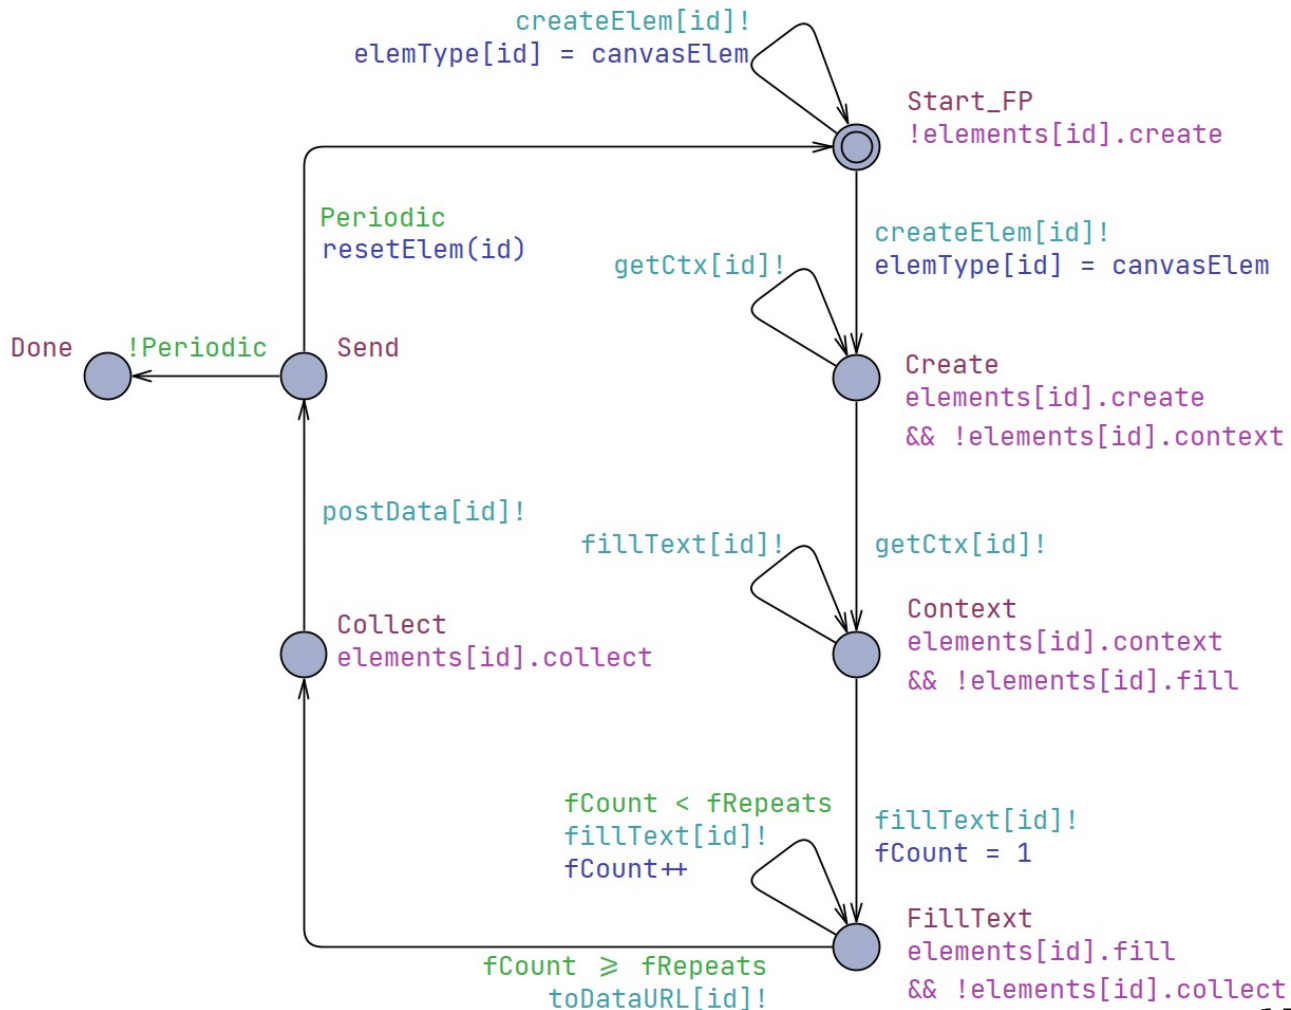 createElem[id]!
elemType[id] = canvasElem
Start_FP
!elements[id].create
Periodic
resetElem(id)
createElem[id]!
elemType[id] = canvasElem
getCtx[id]!
Done
!Periodic
Send
Create
elements[id].create
&& !elements[id].context
postData[id]!
fillText[id]!
getCtx[id]!
Collect
elements[id].collect
Context
elements[id].context
&& !elements[id].fill
fCount < fRepeats
fillText[id]!
fCount++
fillText[id]!
fCount = 1
FillText
elements[id].fill
&& !elements[id].collect
fCount ⩾ fRepeats
toDataURL[id]!